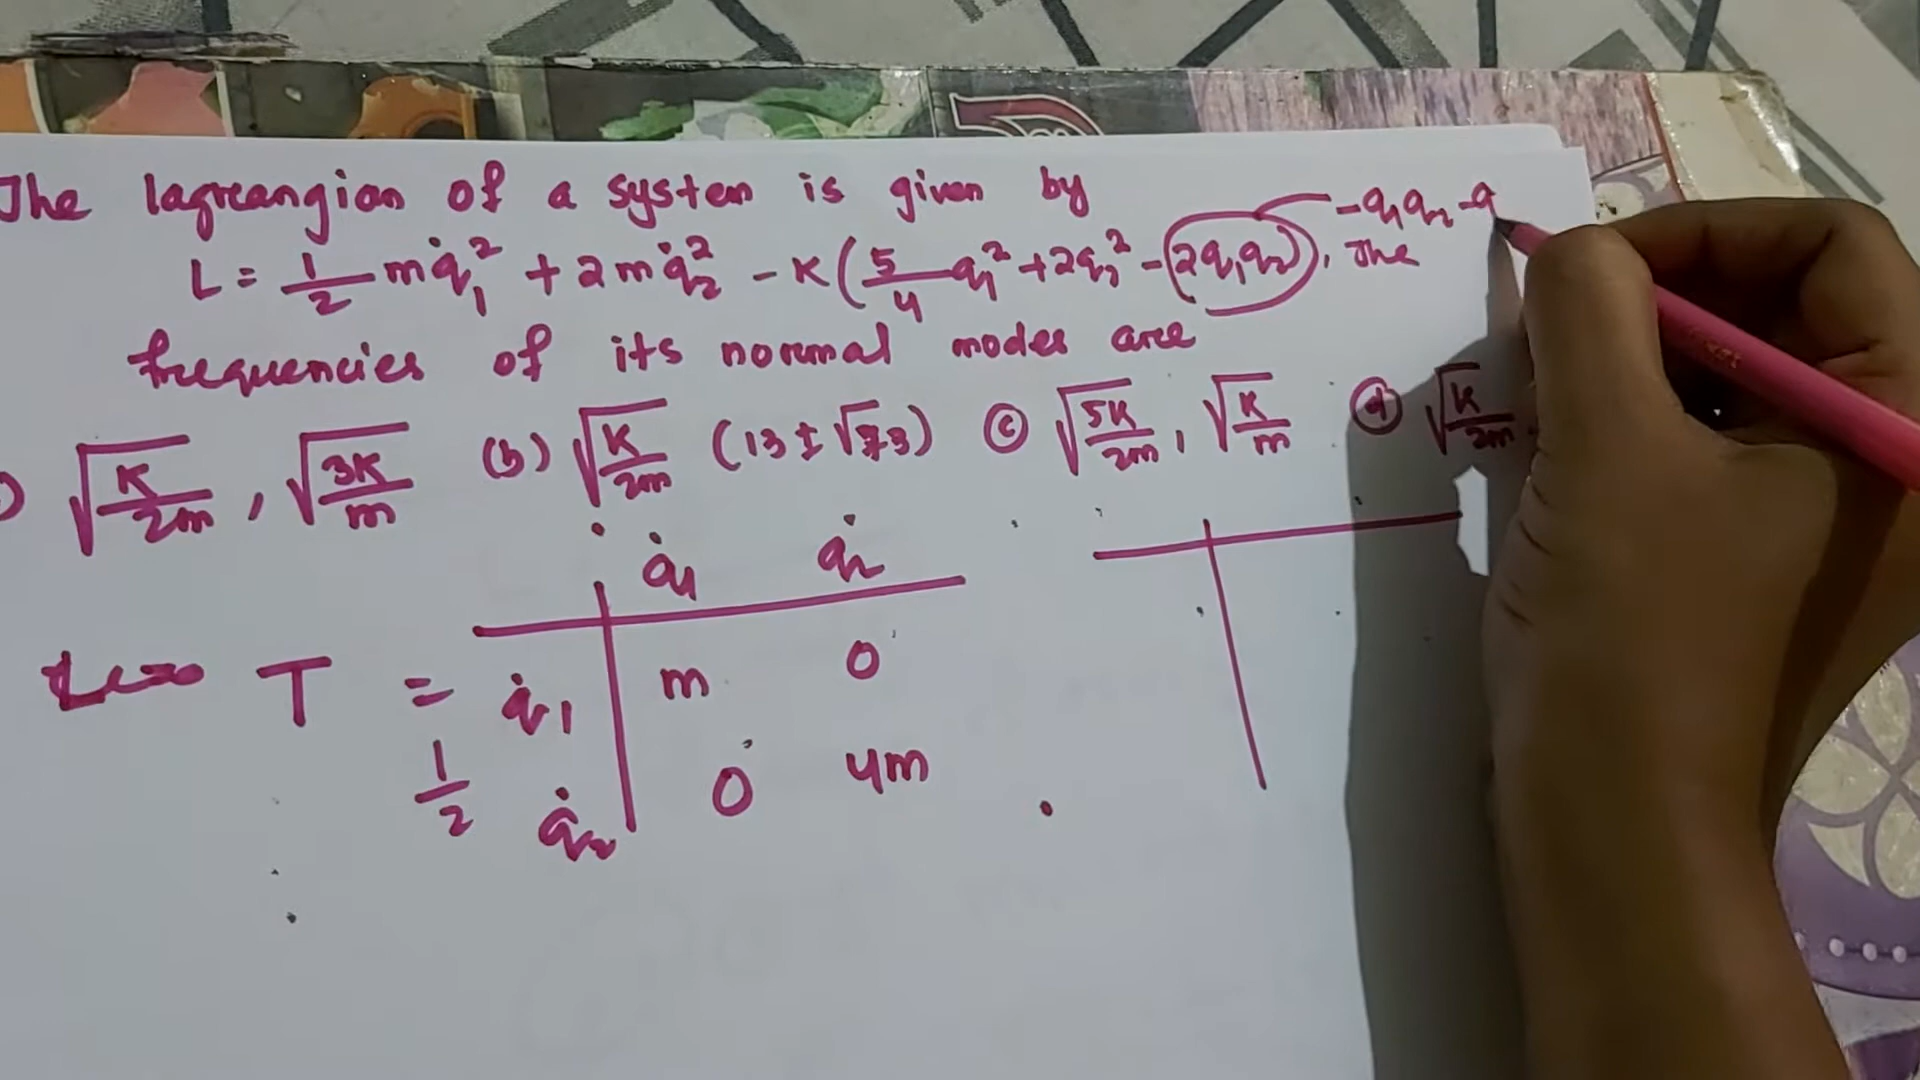 The lagrangian of a system is given by
-q₁q₂ -q
L = 1/2 mq̇₁² + 2mq̇₂² - K(5/4 q₁² + 2q₂² - 2q₁q₂). The
frequencies of its normal modes are
) √(K/2m), √(3K/m) (b) √(K/2m) (13 ± √73) (c) √(5K/2m), √(K/m) (d) √(K/2m)
q̇₁ q̇₂
T = q̇₁ m 0
1/2 q̇₂ 0 4m